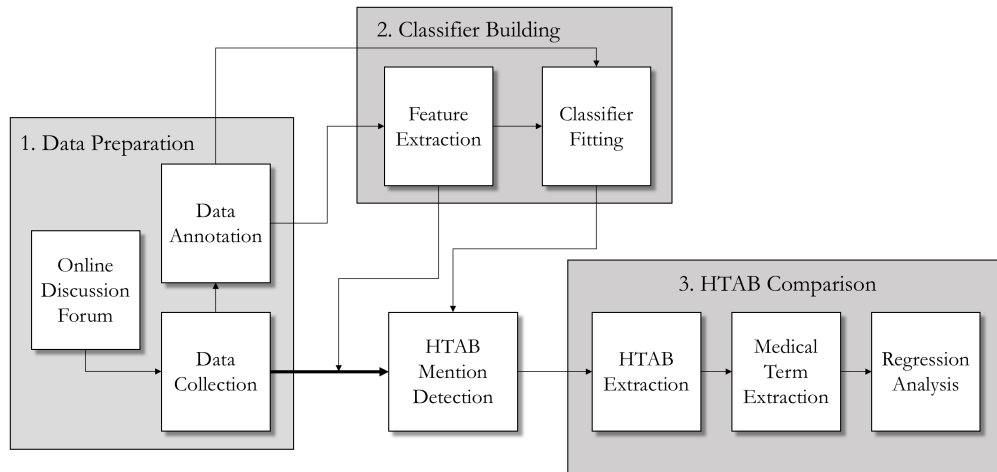 2. Classifier Building
Feature
Extraction
Classifier
Fitting
1. Data Preparation
Data
Annotation
Online
Discussion
Forum
Data
Collection
HTAB
Mention
Detection
3. HTAB Comparison
HTAB
Extraction
Medical
Term
Extraction
Regression
Analysis